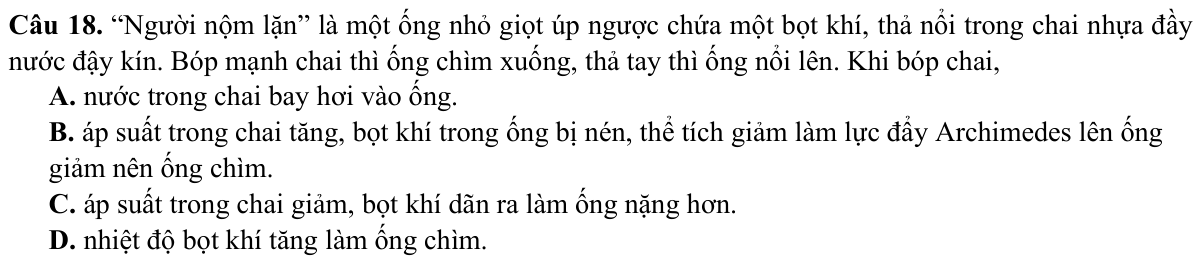 Câu 18. “Người nộm lặn” là một ống nhỏ giọt úp ngược chứa một bọt khí, thả nổi trong chai nhựa đầy
nước đậy kín. Bóp mạnh chai thì ống chìm xuống, thả tay thì ống nổi lên. Khi bóp chai,
A. nước trong chai bay hơi vào ống.
B. áp suất trong chai tăng, bọt khí trong ống bị nén, thể tích giảm làm lực đẩy Archimedes lên ống
giảm nên ống chìm.
C. áp suất trong chai giảm, bọt khí dãn ra làm ống nặng hơn.
D. nhiệt độ bọt khí tăng làm ống chìm.